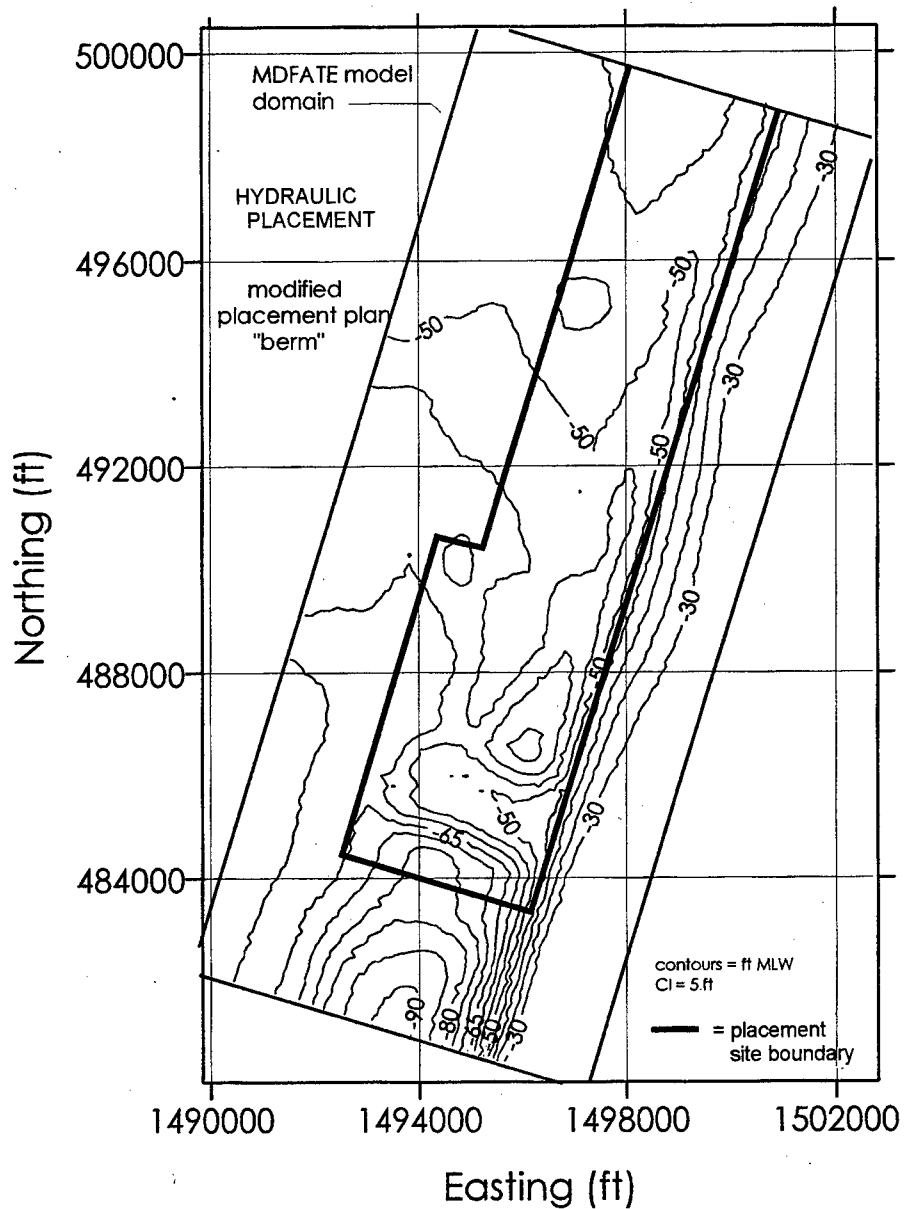 500000
MDFATE model
domain
-30
HYDRAULIC
PLACEMENT
496000
-50
modified
placement plan
"berm"
-50
-30
-50
-50
492000
Northing (ft)
-30
488000
-50
-30
-50
-65
484000
contours = ft MLW
CI = 5 ft
-90
-80
-65
-50
-30
= placement
site boundary
1490000
1494000
1498000
1502000
Easting (ft)